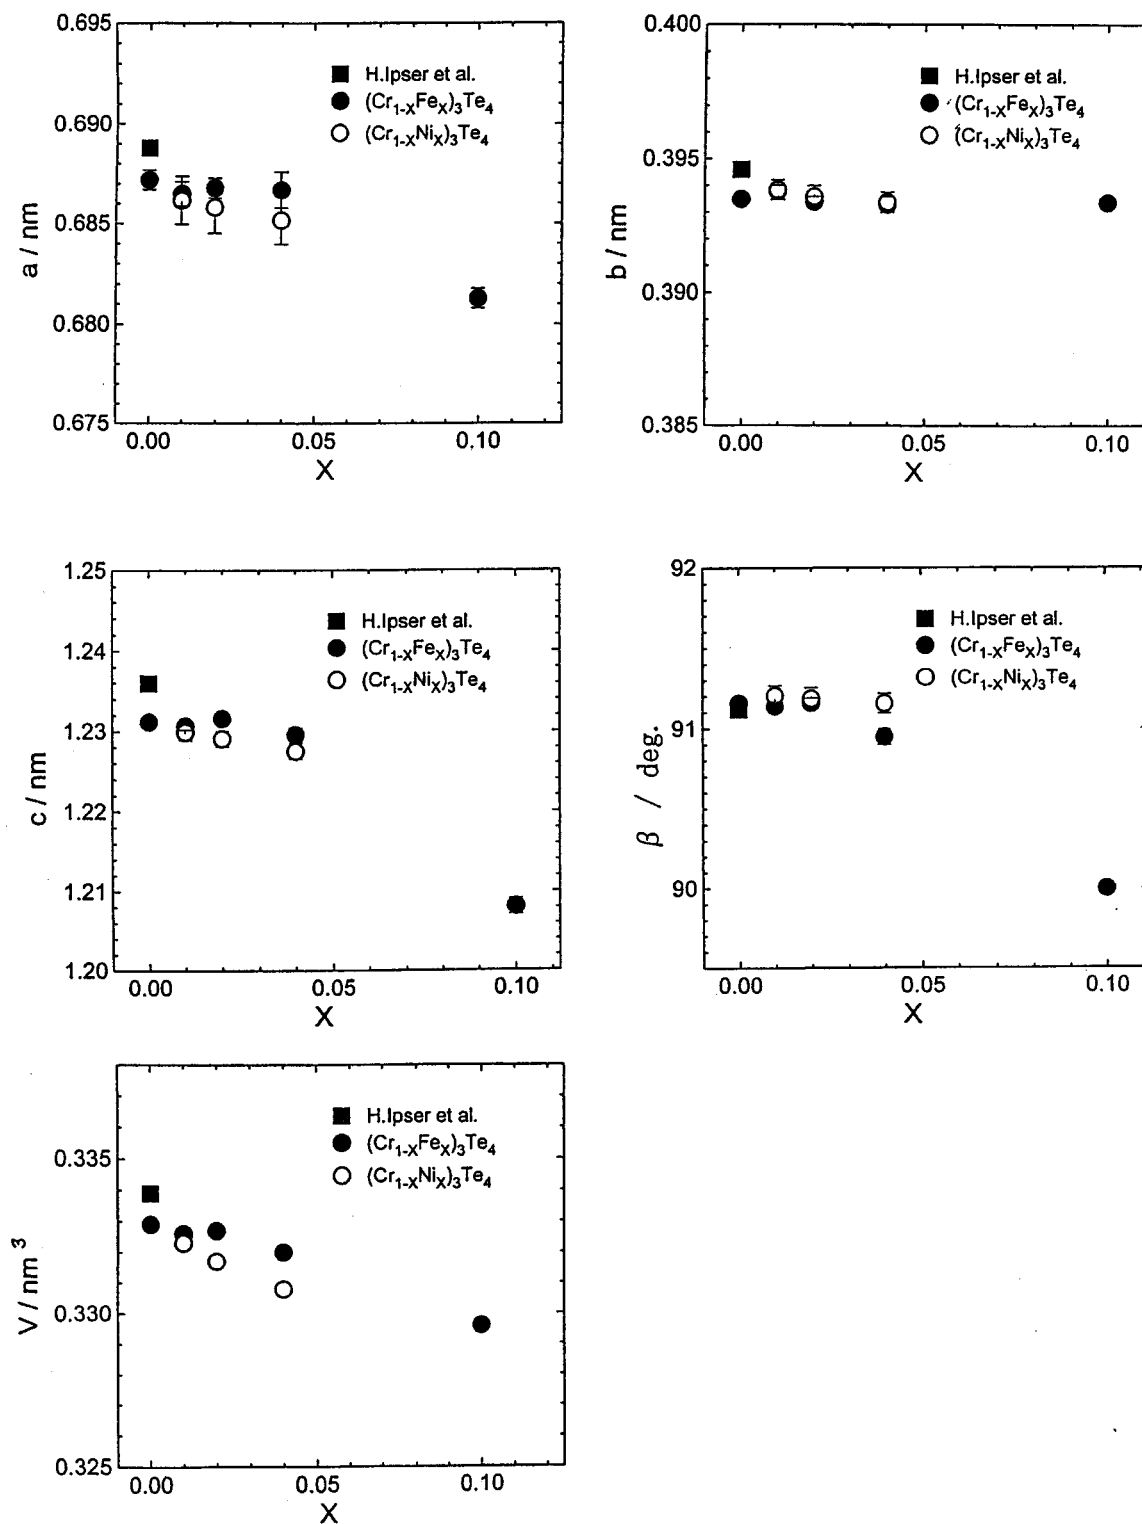 0.695
0.690
0.685
0.680
0.675
a / nm
H.Ipser et al.
(Cr1-XFeX)3Te4
(Cr1-XNiX)3Te4
0.00 0.05 0.10
X
0.400
0.395
0.390
0.385
b / nm
H.Ipser et al.
(Cr1-XFeX)3Te4
(Cr1-XNiX)3Te4
0.00 0.05 0.10
X
1.25
1.24
1.23
1.22
1.21
1.20
c / nm
H.Ipser et al.
(Cr1-XFeX)3Te4
(Cr1-XNiX)3Te4
0.00 0.05 0.10
X
92
91
90
β / deg.
H.Ipser et al.
(Cr1-XFeX)3Te4
(Cr1-XNiX)3Te4
0.00 0.05 0.10
X
0.335
0.330
0.325
V / nm3
H.Ipser et al.
(Cr1-XFeX)3Te4
(Cr1-XNiX)3Te4
0.00 0.05 0.10
X